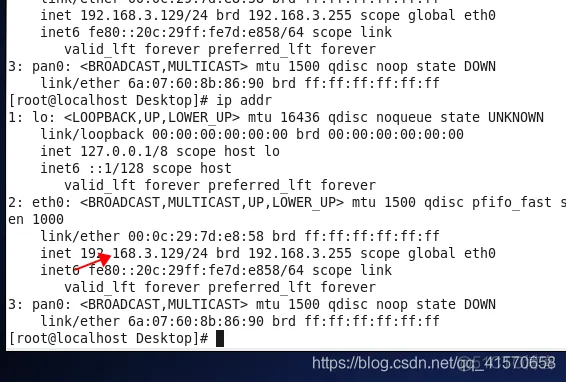 link/ether 00:0c:29:7d:e8:58 brd ff:ff:ff:ff:ff:ff
inet 192.168.3.129/24 brd 192.168.3.255 scope global eth0
inet6 fe80::20c:29ff:fe7d:e858/64 scope link
valid_lft forever preferred_lft forever
3: pan0: <BROADCAST,MULTICAST> mtu 1500 qdisc noop state DOWN
link/ether 6a:07:60:8b:86:90 brd ff:ff:ff:ff:ff:ff
[root@localhost Desktop]# ip addr
1: lo: <LOOPBACK,UP,LOWER_UP> mtu 16436 qdisc noqueue state UNKNOWN
link/loopback 00:00:00:00:00:00 brd 00:00:00:00:00:00
inet 127.0.0.1/8 scope host lo
inet6 ::1/128 scope host
valid_lft forever preferred_lft forever
2: eth0: <BROADCAST,MULTICAST,UP,LOWER_UP> mtu 1500 qdisc pfifo_fast s
en 1000
link/ether 00:0c:29:7d:e8:58 brd ff:ff:ff:ff:ff:ff
inet 192.168.3.129/24 brd 192.168.3.255 scope global eth0
inet6 fe80::20c:29ff:fe7d:e858/64 scope link
valid_lft forever preferred_lft forever
3: pan0: <BROADCAST,MULTICAST> mtu 1500 qdisc noop state DOWN
link/ether 6a:07:60:8b:86:90 brd ff:ff:ff:ff:ff:ff
[root@localhost Desktop]#
https://blog.csdn.net/qq_41570658